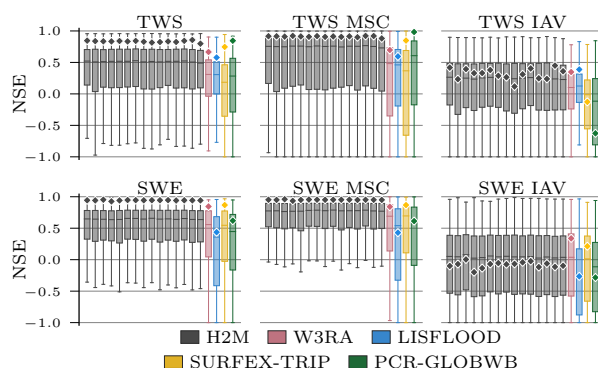 TWS TWS MSC TWS IAV
NSE
1.0
0.5
0.0
−0.5
−1.0
SWE SWE MSC SWE IAV
NSE
1.0
0.5
0.0
−0.5
−1.0
H2M W3RA LISFLOOD
SURFEX-TRIP PCR-GLOBWB